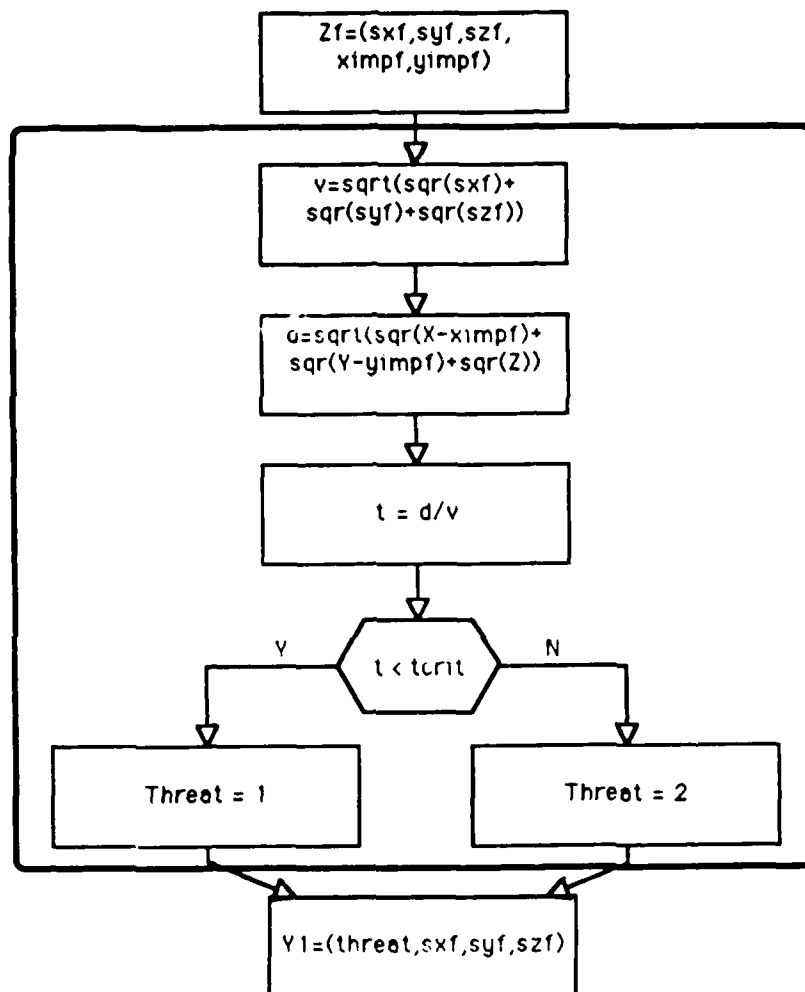 Zf=(sxf,syf,szf,
ximpf,yimpf)
v=sqrt(sqr(sxf)+
sqr(syf)+sqr(szf))
d=sqrt(sqr(X-ximpf)+
sqr(Y-yimpf)+sqr(Z))
t = d/v
Y
t < tcrit
N
Threat = 1
Threat = 2
Y1=(threat,sxf,syf,szf)